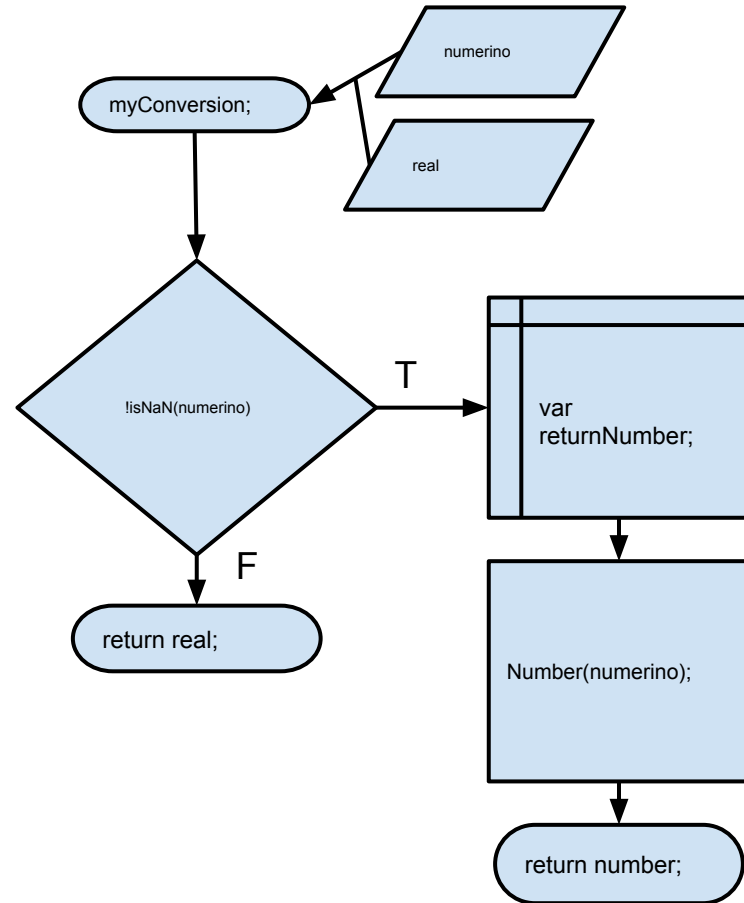 numerino
myConversion;
real
!isNaN(numerino)
T
var
returnNumber;
F
return real;
Number(numerino);
return number;